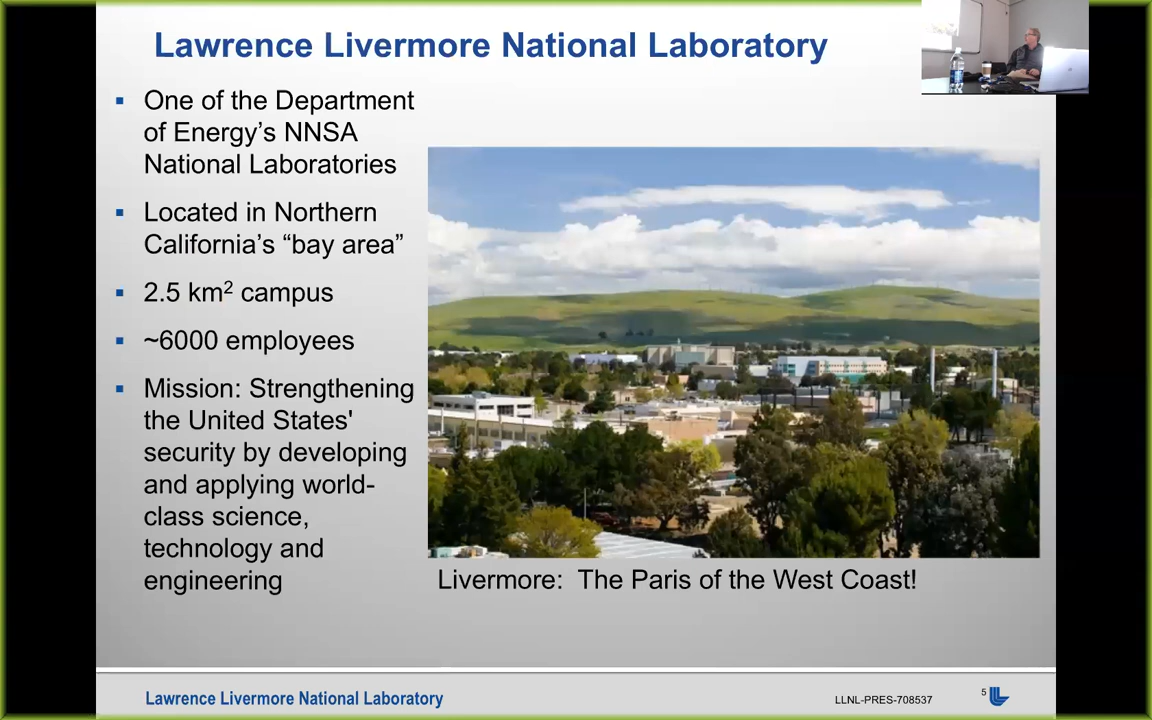 Lawrence Livermore National Laboratory
One of the Department
of Energy’s NNSA
National Laboratories
Located in Northern
California’s “bay area”
2.5 km² campus
~6000 employees
Mission: Strengthening
the United States'
security by developing
and applying world-
class science,
technology and
engineering
Livermore:  The Paris of the West Coast!
Lawrence Livermore National Laboratory
LLNL-PRES-708537
5